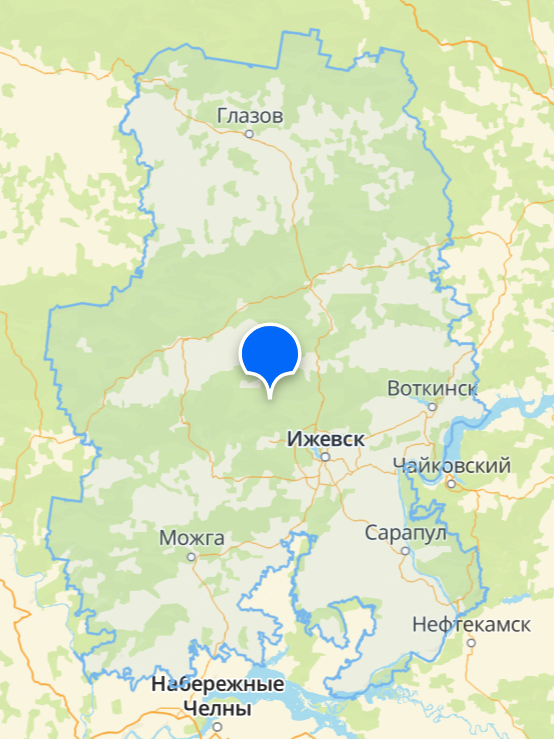 Глазов
Воткинск
Ижевск
Чайковский
Сарапул
Можга
Нефтекамск
Набережные
Челны